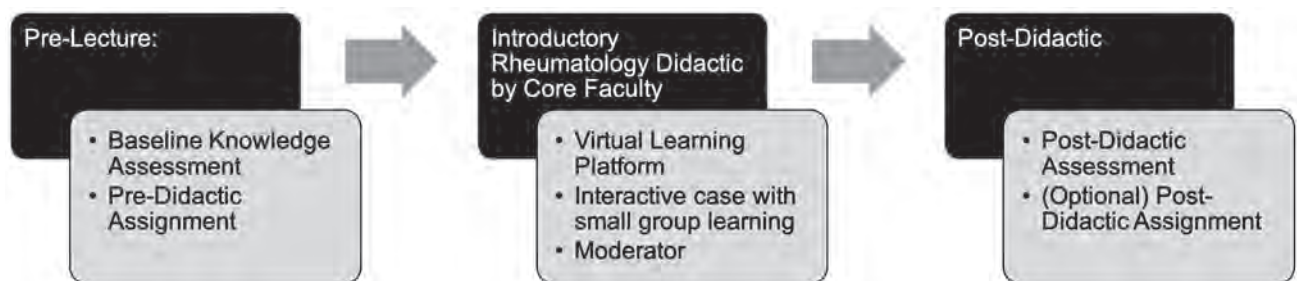 Pre-Lecture:
• Baseline Knowledge
Assessment
• Pre-Didactic
Assignment
Introductory
Rheumatology Didactic
by Core Faculty
• Virtual Learning
Platform
• Interactive case with
small group learning
• Moderator
Post-Didactic
• Post-Didactic
Assessment
• (Optional) Post-
Didactic Assignment